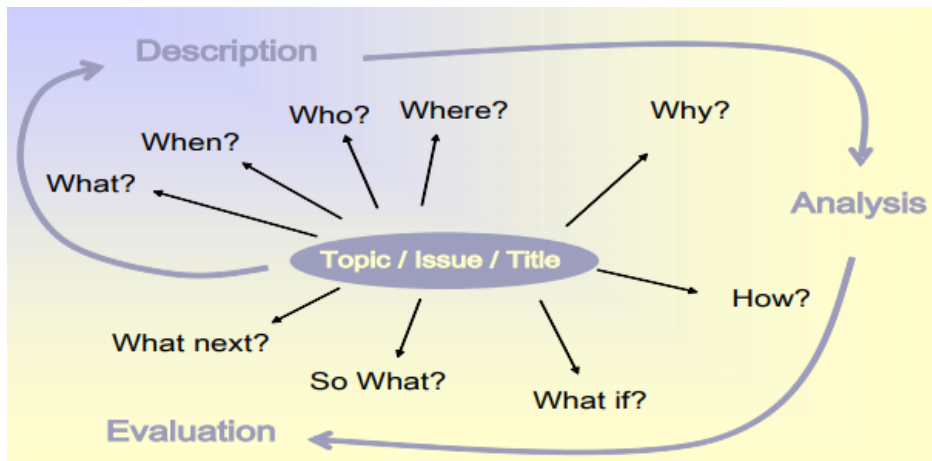 Description
Who?
Where?
Why?
When?
What?
Analysis
Topic / Issue / Title
How?
What next?
So What?
What if?
Evaluation